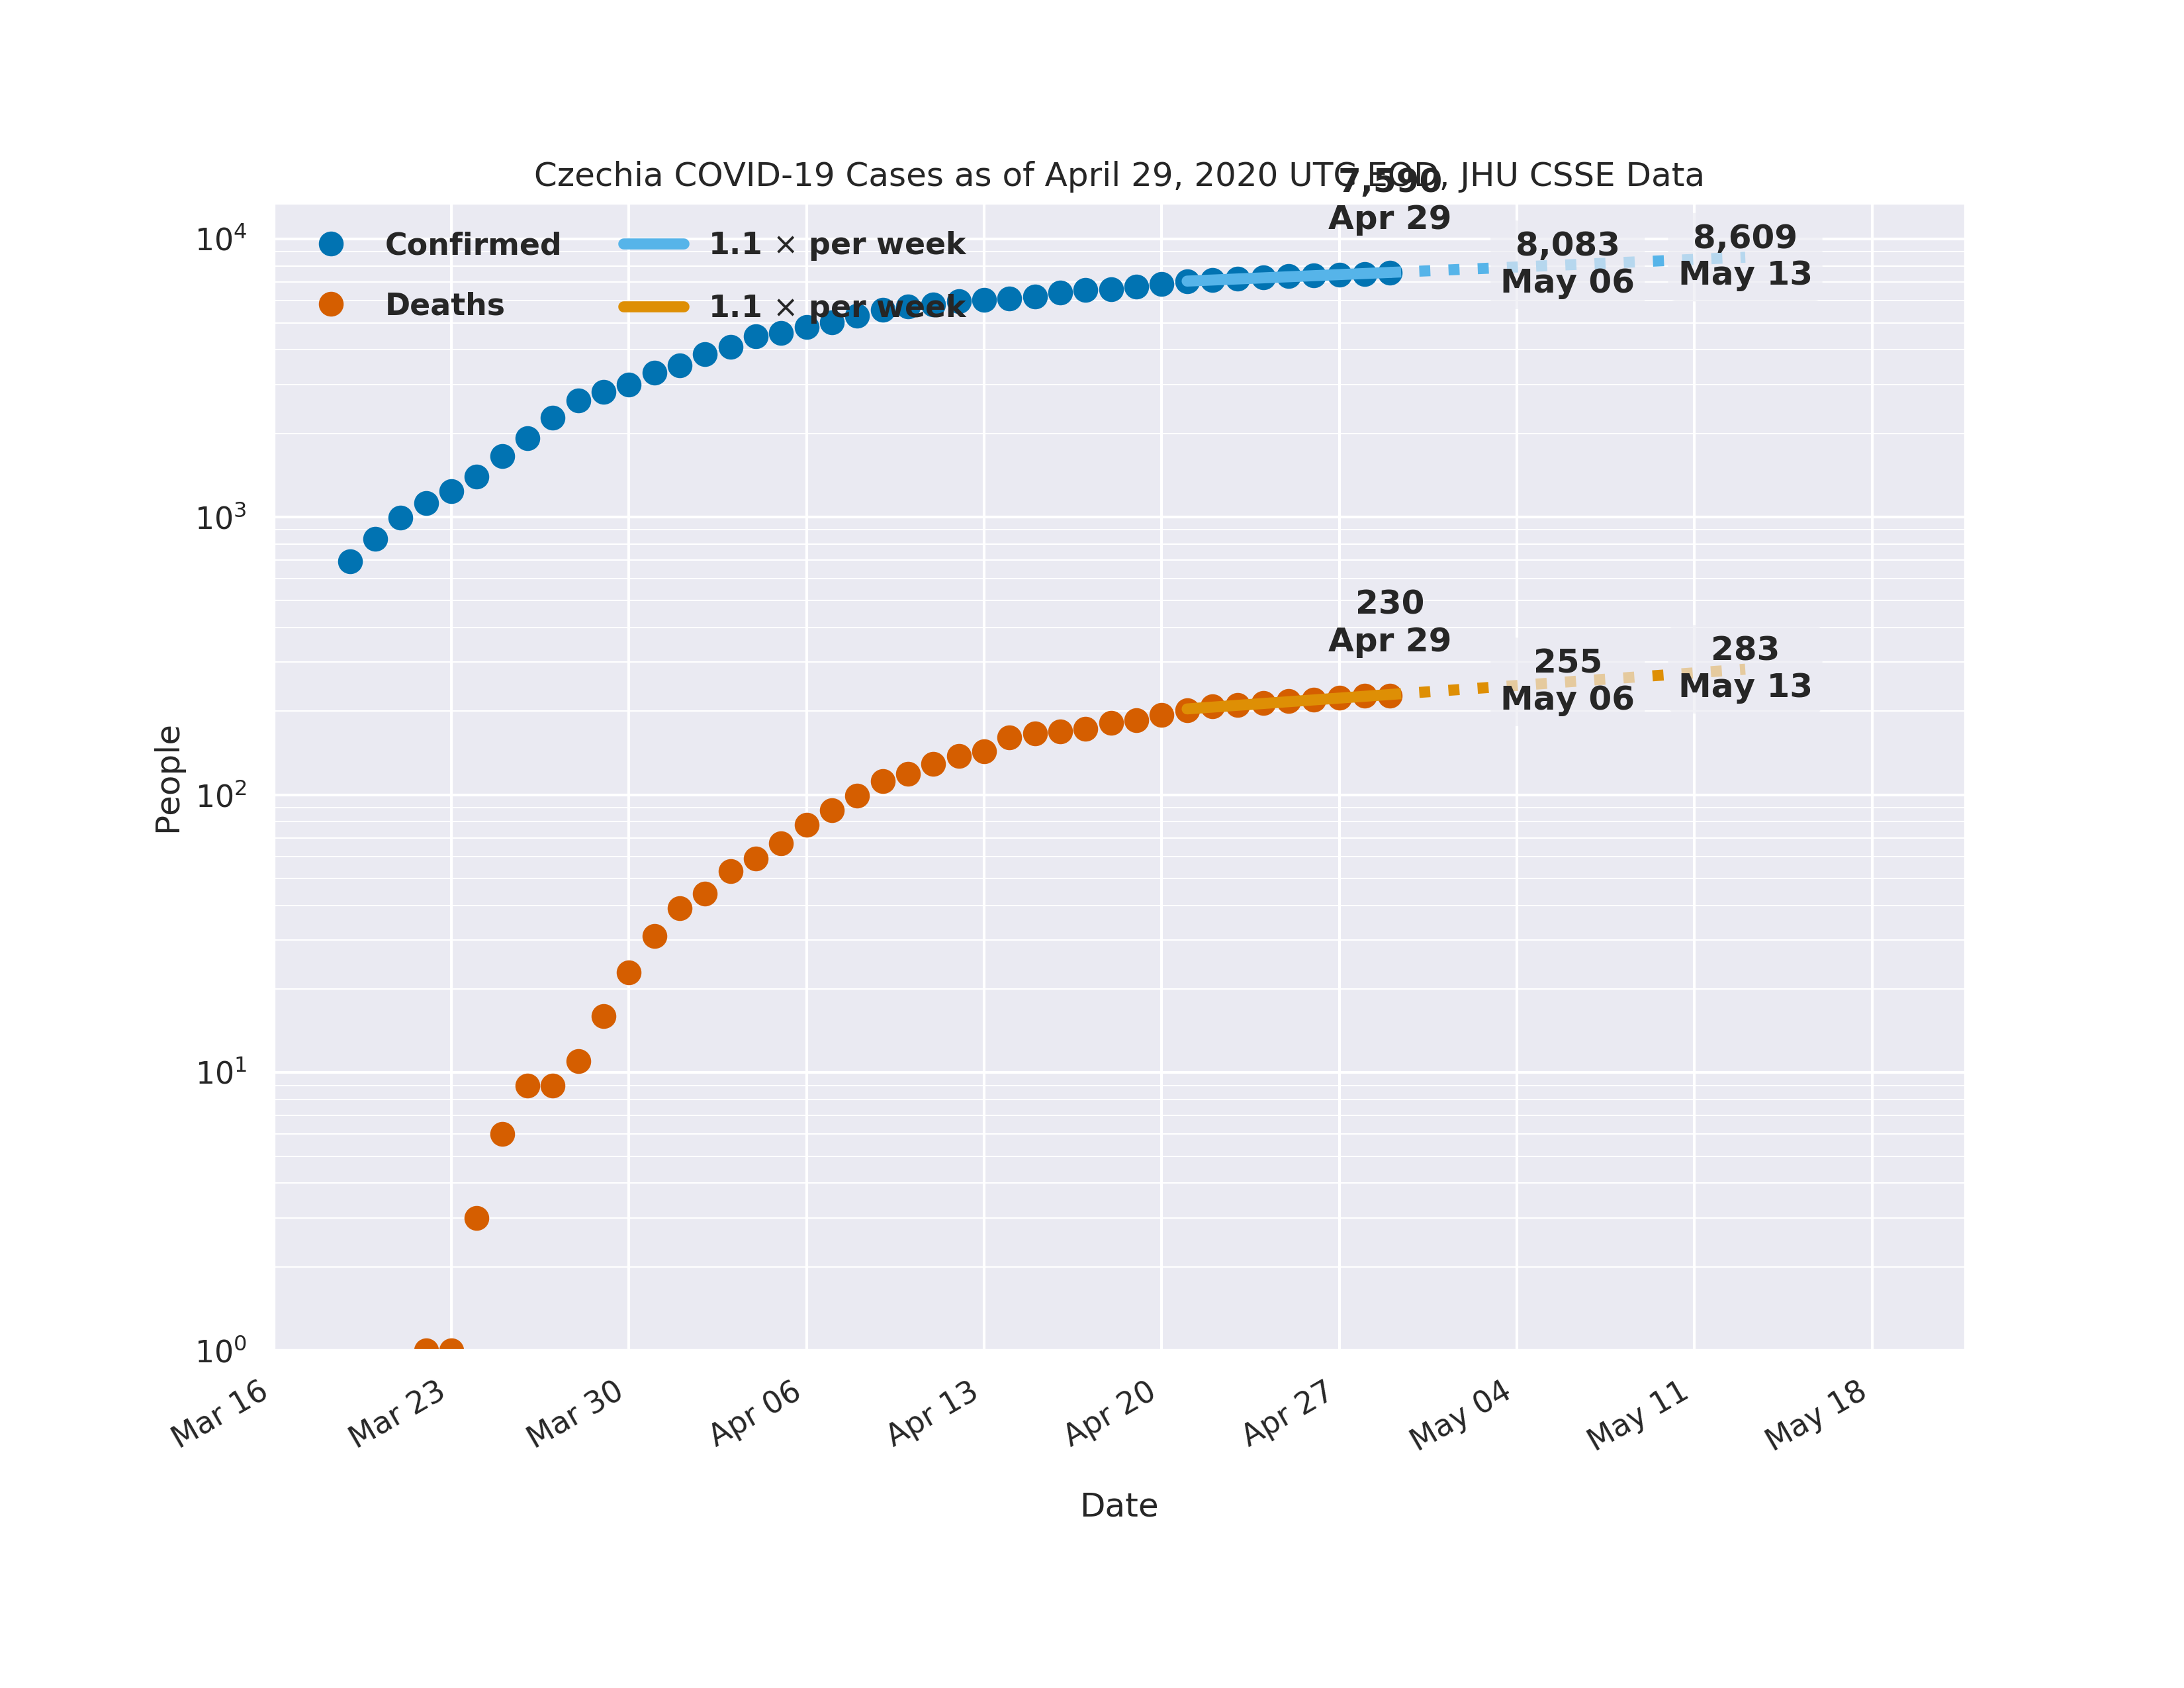 Czechia COVID-19 Cases as of April 29, 2020 UTC EOD, JHU CSSE Data
7,590
Apr 29
8,083
May 06
8,609
May 13
Confirmed
Deaths
1.1 × per week
1.1 × per week
230
Apr 29
255
May 06
283
May 13
People
10⁴
10³
10²
10¹
10⁰
Mar 16
Mar 23
Mar 30
Apr 06
Apr 13
Apr 20
Apr 27
May 04
May 11
May 18
Date